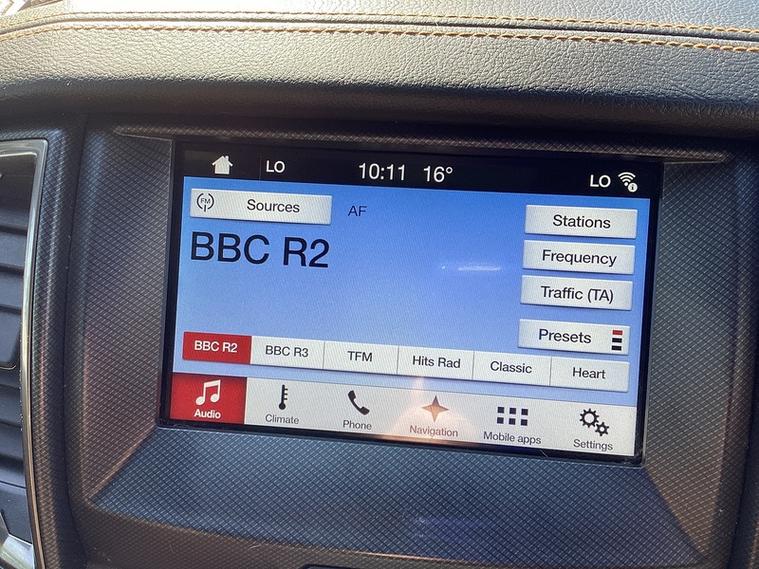 LO 10:11 16° LO
FM Sources AF Stations
BBC R2 Frequency
Traffic (TA)
Presets
BBC R2 BBC R3 TFM Hits Rad Classic Heart
Audio Climate Phone Navigation Mobile apps Settings